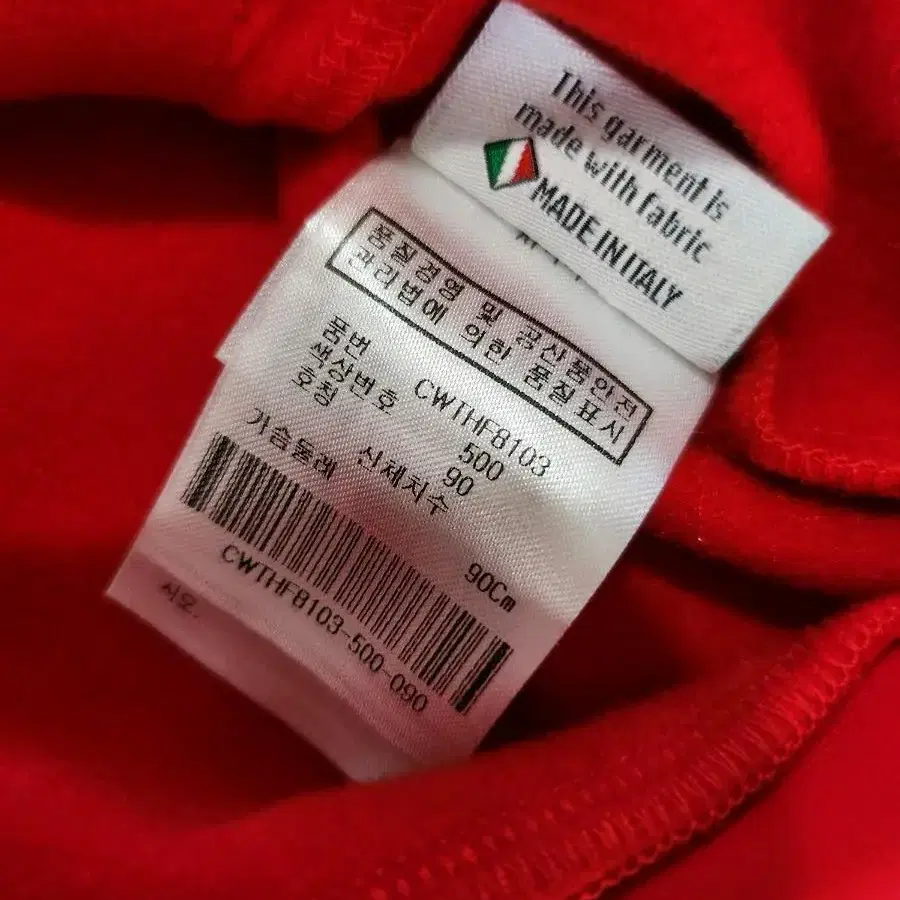 This garment is
made with fabric
MADE IN ITALY
품질경영 및 공산품안전
관리법에 의한 품질표시
품번 CWTHF8103
색상번호 500
호칭 90
신체치수
가슴둘레 90Cm
CWTHF8103-500-090
시오.